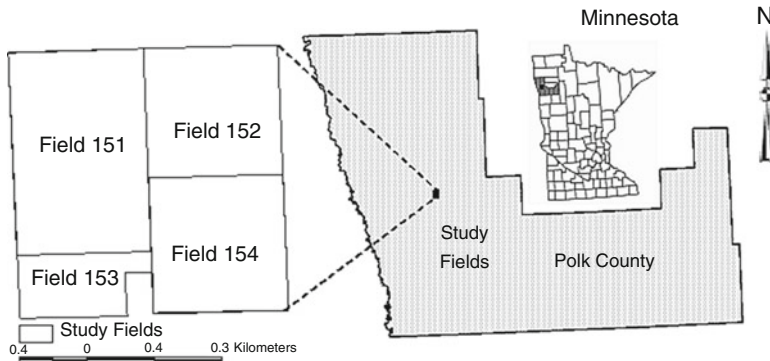 Minnesota
N
Field 151
Field 152
Field 153
Field 154
Study
Fields
Polk County
Study Fields
0.4 0 0.4 0.3 Kilometers